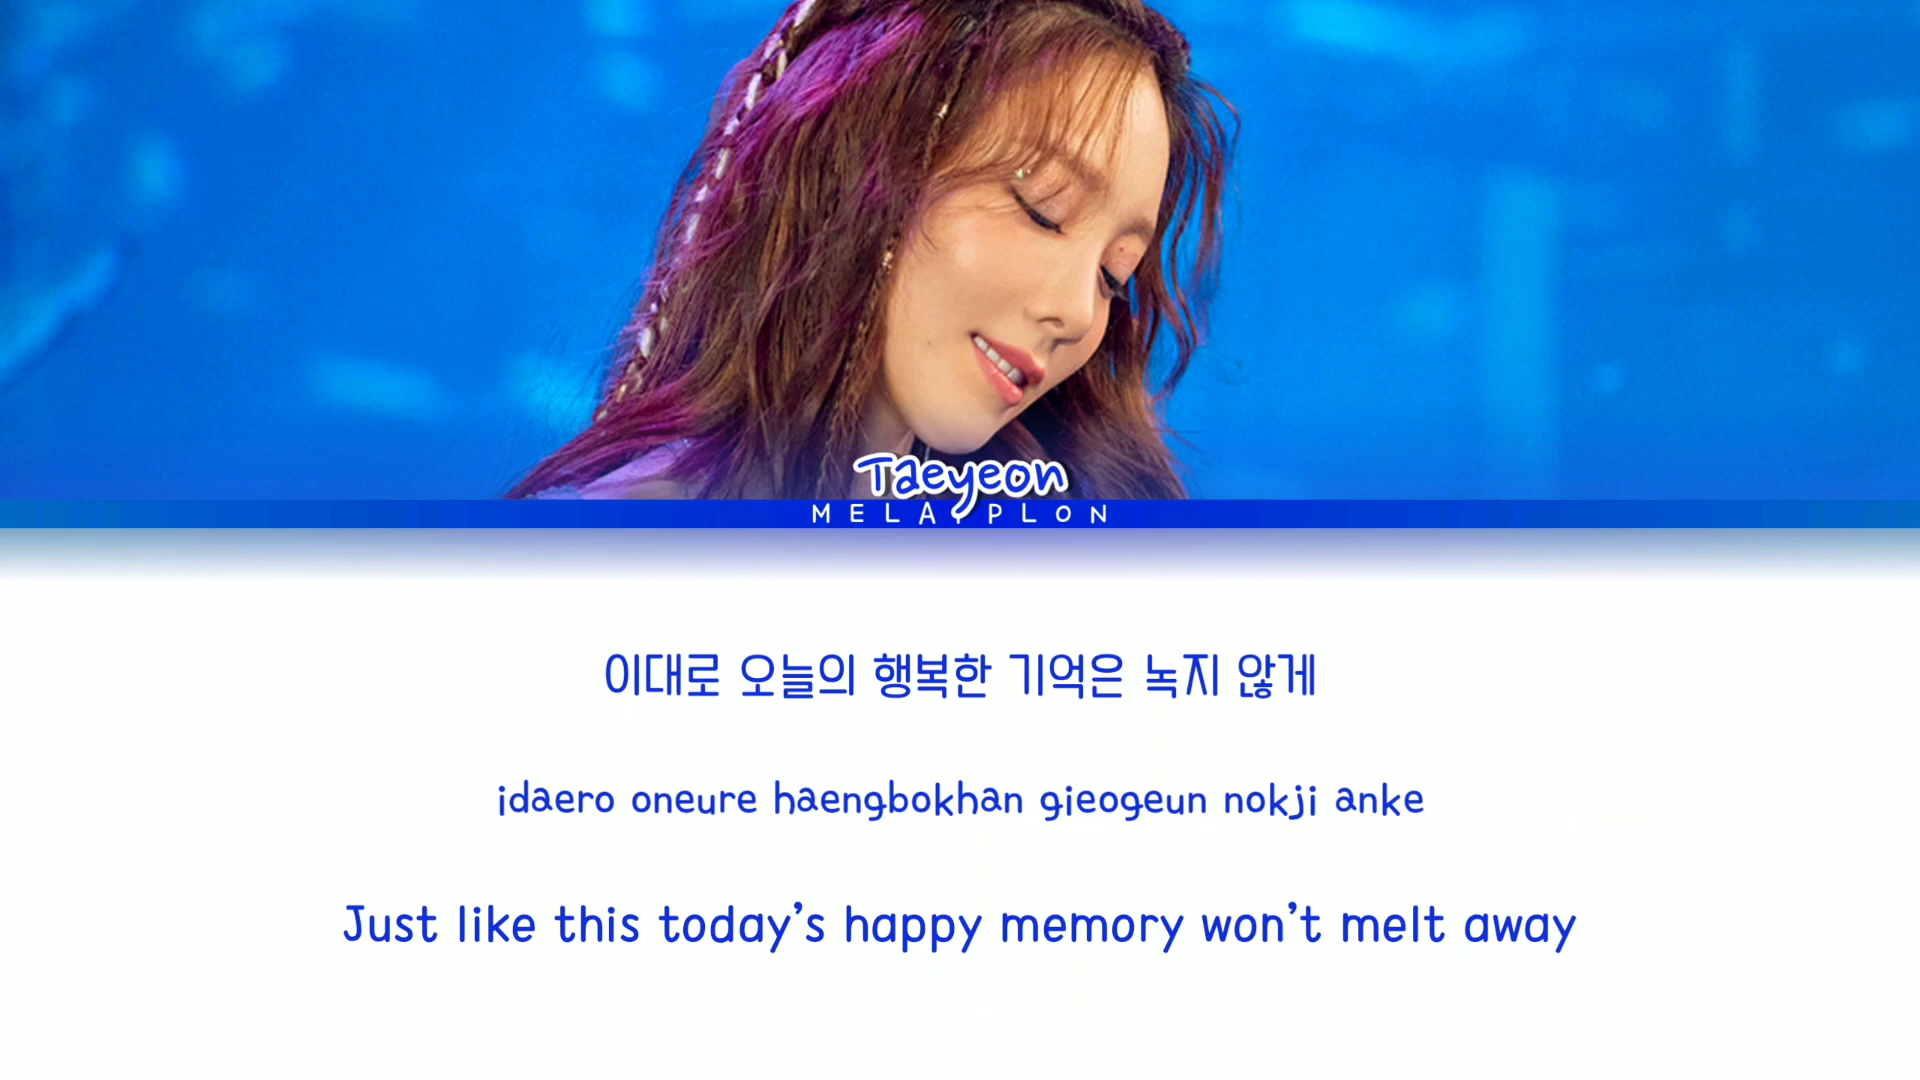 Taeyeon
MELAYPLON
이대로 오늘의 행복한 기억은 녹지 않게
idaero oneure haengbokhan gieogeun nokji anke
Just like this today’s happy memory won’t melt away